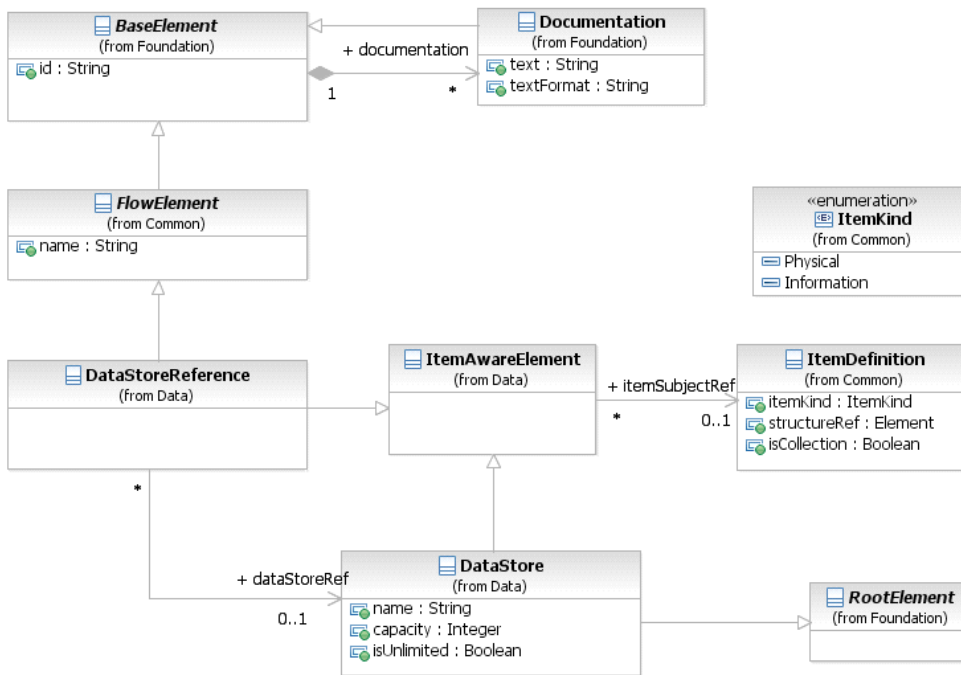 BaseElement
(from Foundation)
id : String
Documentation
(from Foundation)
text : String
textFormat : String
+ documentation
1
*
FlowElement
(from Common)
name : String
«enumeration»
ItemKind
(from Common)
Physical
Information
DataStoreReference
(from Data)
ItemAwareElement
(from Data)
+ itemSubjectRef
*
0..1
ItemDefinition
(from Common)
itemKind : ItemKind
structureRef : Element
isCollection : Boolean
*
+ dataStoreRef
0..1
DataStore
(from Data)
name : String
capacity : Integer
isUnlimited : Boolean
RootElement
(from Foundation)